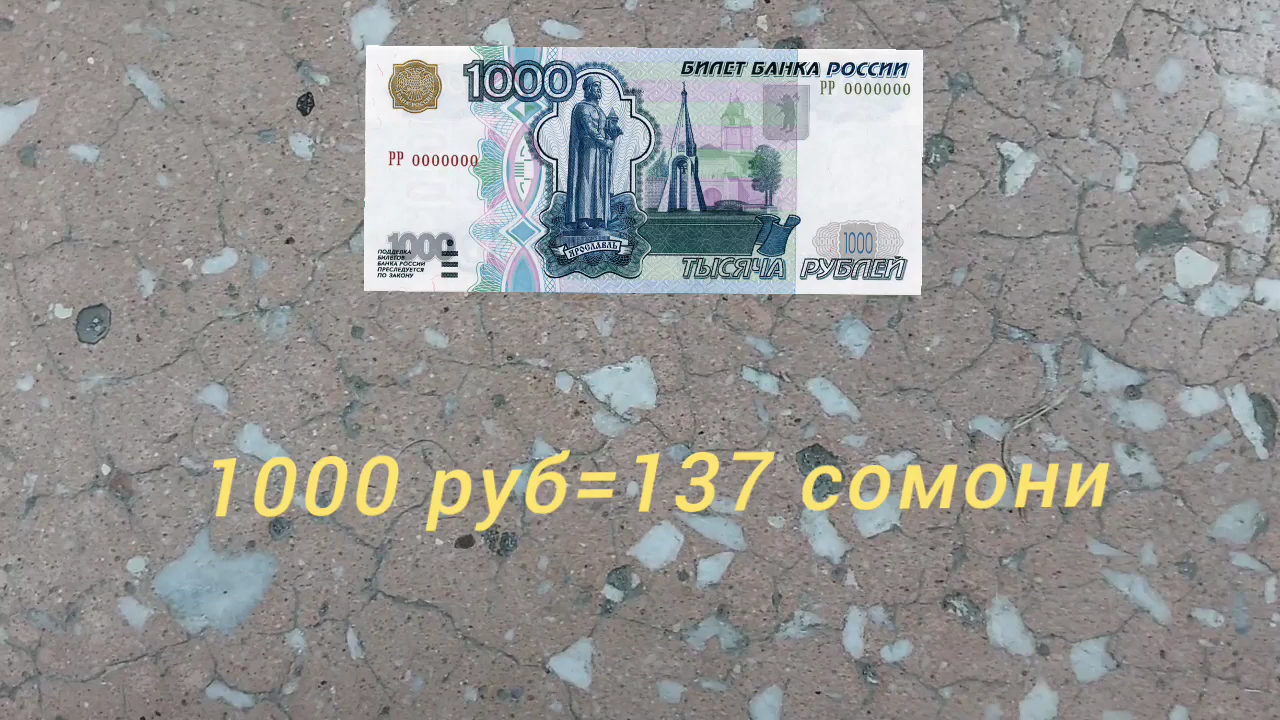 1000
БИЛЕТ БАНКА РОССИИ
РР 0000000
РР 0000000
1000
ПОДДЕЛКА
БИЛЕТОВ
БАНКА РОССИИ
ПРЕСЛЕДУЕТСЯ
ПО ЗАКОНУ
ЯРОСЛАВЛЬ
1000
ТЫСЯЧА РУБЛЕЙ
1000 руб=137 сомони